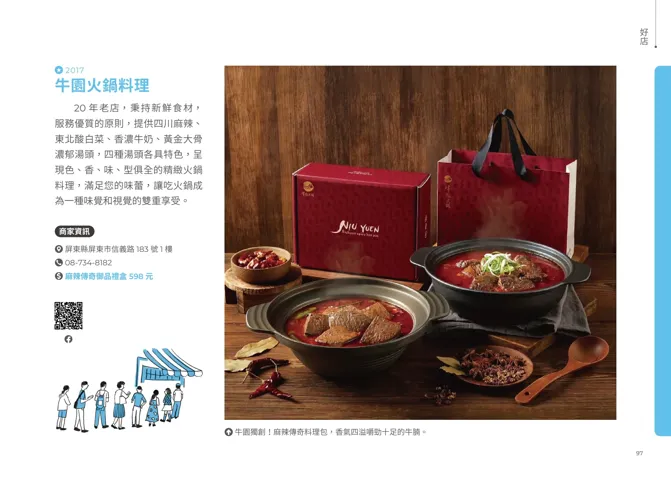 好店
2017
牛園火鍋料理
20 年老店，秉持新鮮食材，
服務優質的原則，提供四川麻辣、
東北酸白菜、香濃牛奶、黃金大骨
濃郁湯頭，四種湯頭各具特色，呈
現色、香、味、型俱全的精緻火鍋
料理，滿足您的味蕾，讓吃火鍋成
為一種味覺和視覺的雙重享受。
商家資訊
屏東縣屏東市信義路 183 號 1 樓
08-734-8182
麻辣傳奇御品禮盒 598 元
NIU YUEN
牛園獨創！麻辣傳奇料理包，香氣四溢嚼勁十足的牛腩。
97